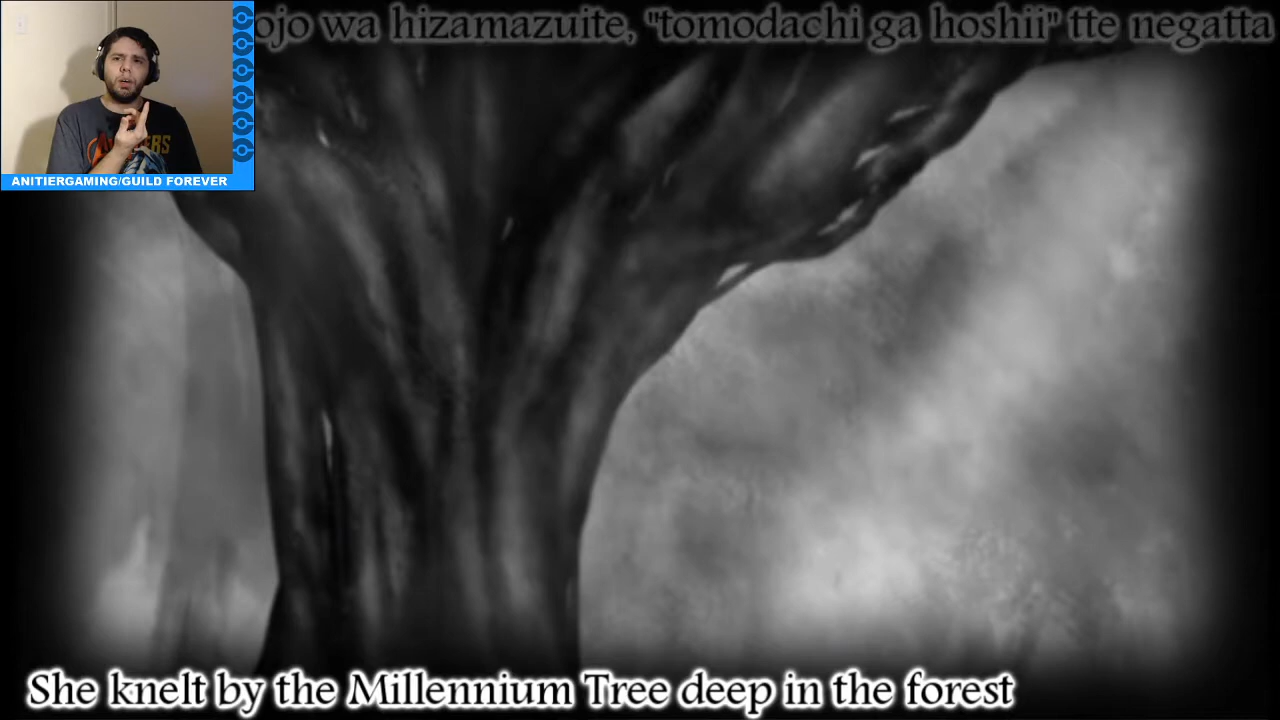 wa hizamazuite, "tomodachi ga hoshii" tte negatta
ANITIERGAMING/GUILD FOREVER
She knelt by the Millennium Tree deep in the forest